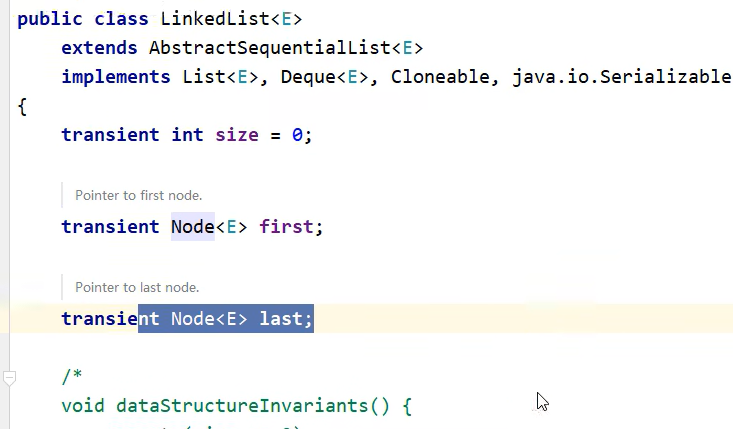 public class LinkedList<E>
extends AbstractSequentialList<E>
implements List<E>, Deque<E>, Cloneable, java.io.Serializable
{
transient int size = 0;
Pointer to first node.
transient Node<E> first;
Pointer to last node.
transient Node<E> last;
/*
void dataStructureInvariants() {